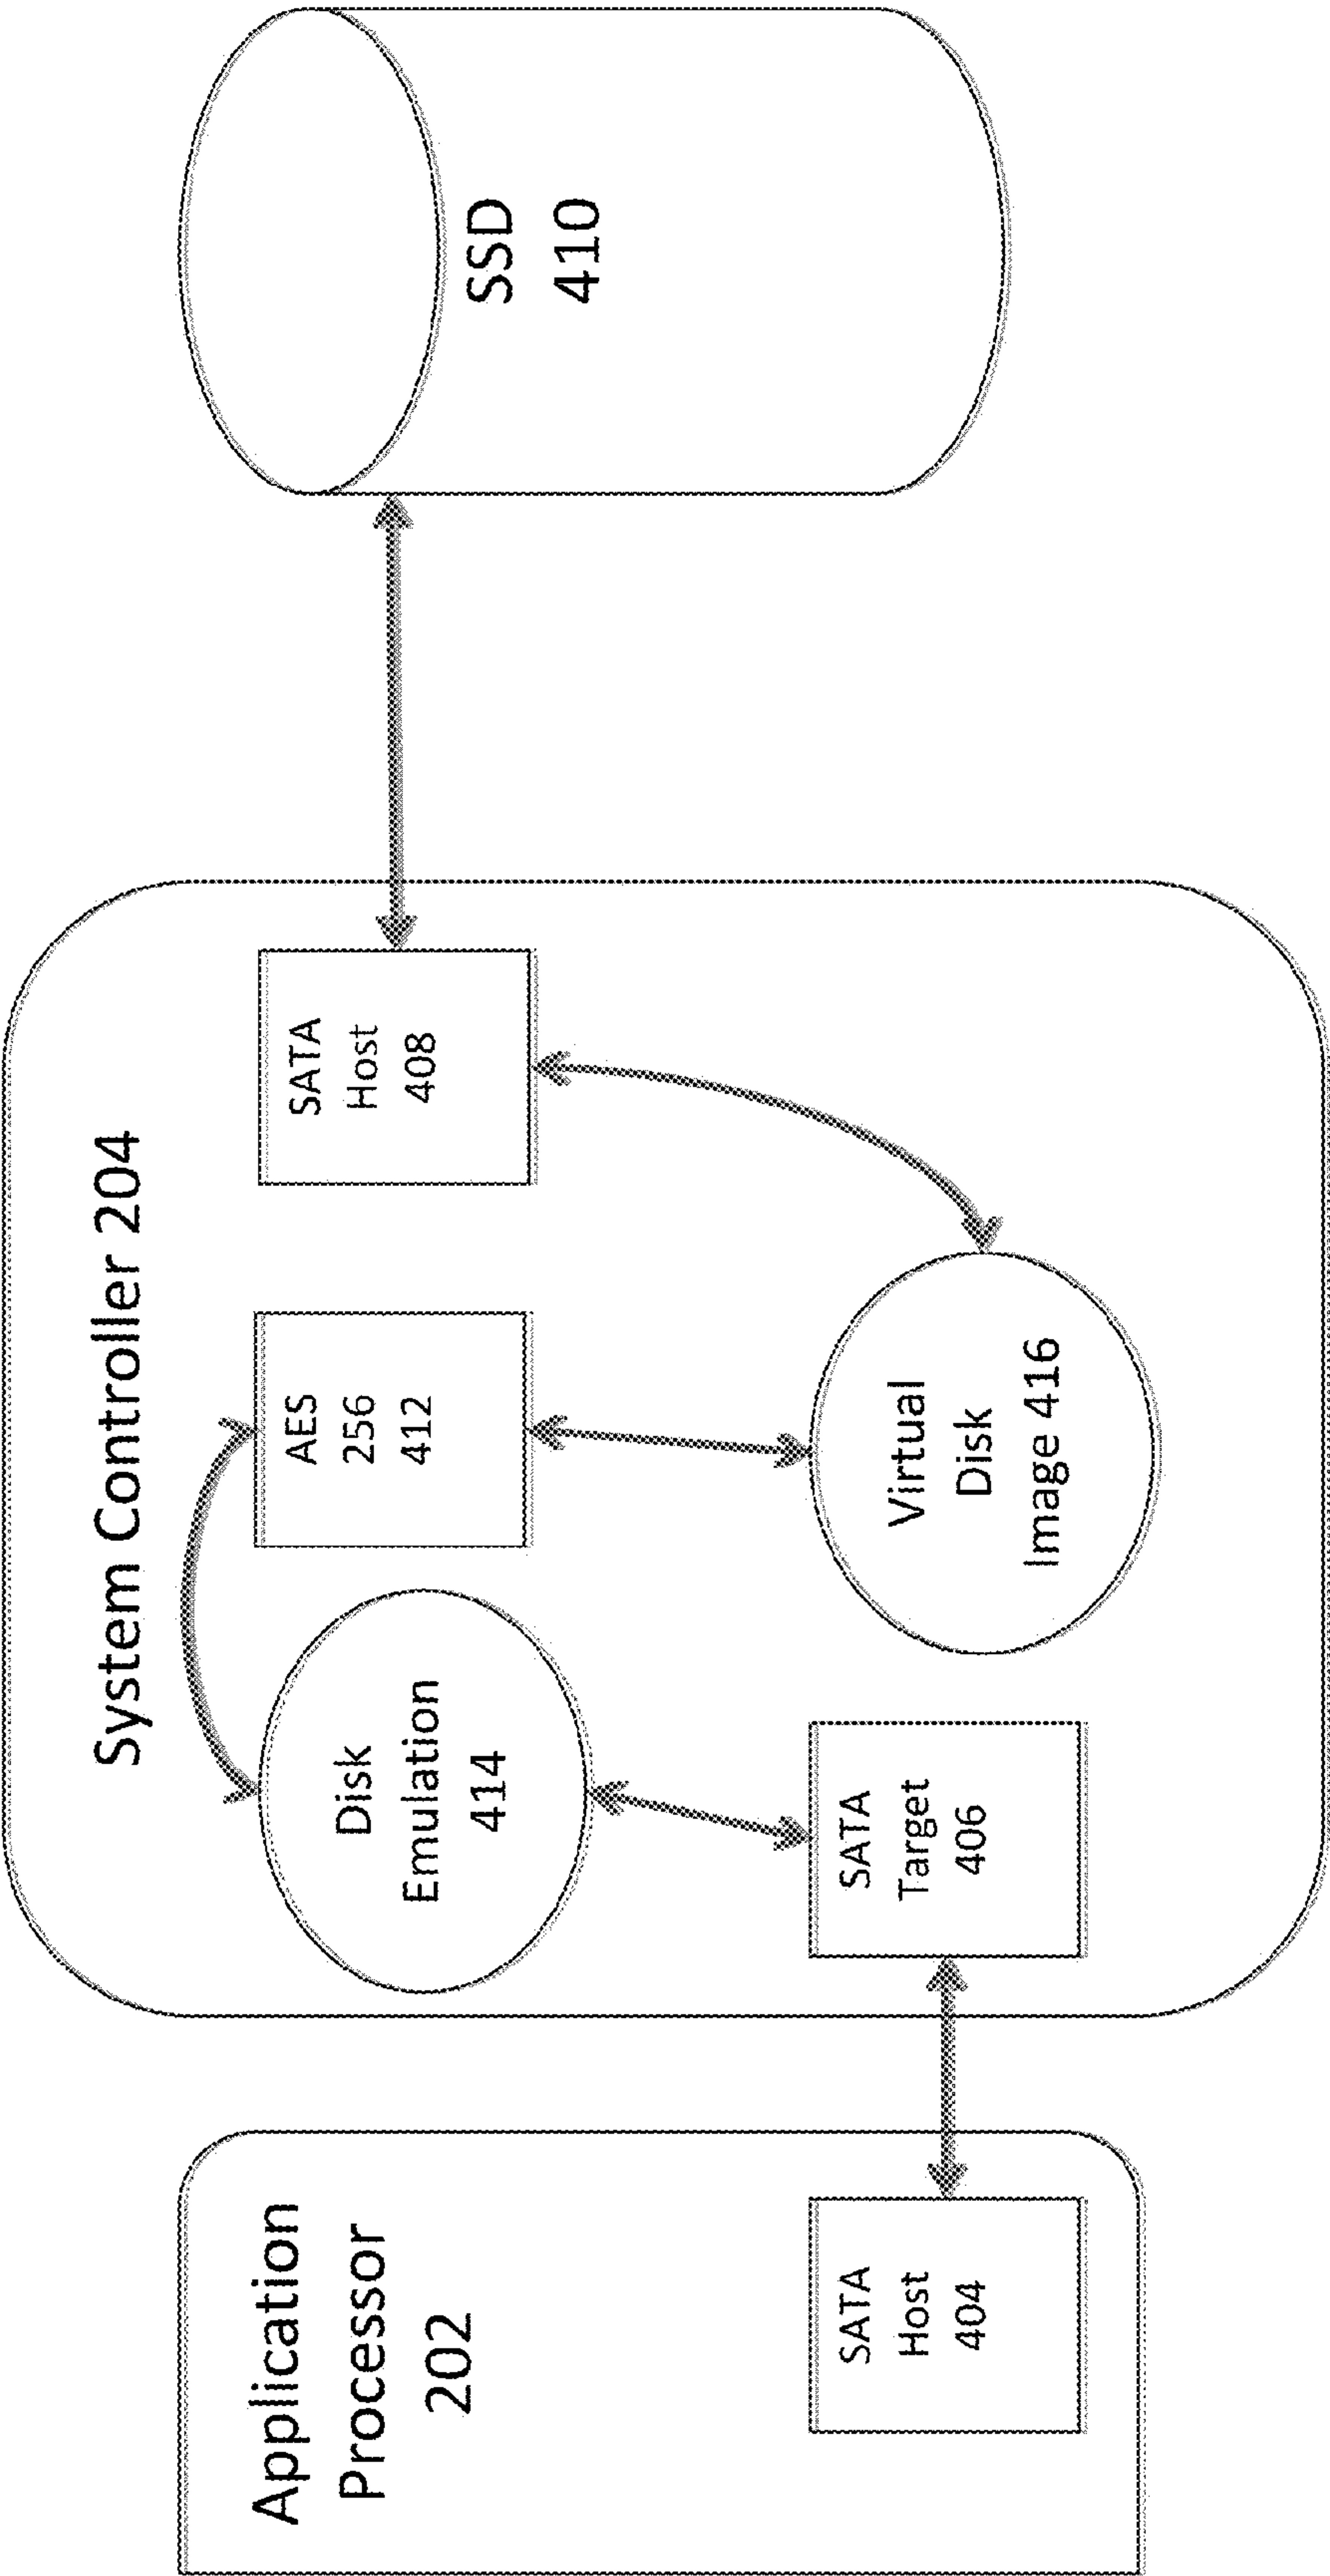 Application
Processor
202
SATA
Host
404
System Controller 204
Disk
Emulation
414
SATA
Target
406
AES
256
412
Virtual
Disk
Image 416
SATA
Host
408
SSD
410